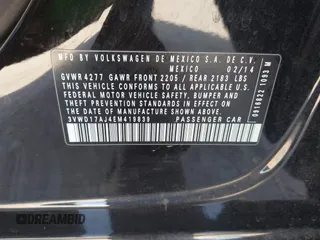 MFD. BY VOLKSWAGEN DE MEXICO S.A. DE C.V.
MEXICO 02/14
GVWR 4277 GAWR FRONT 2205 / REAR 2183 LBS
THIS VEHICLE CONFORMS TO ALL APPLICABLE
FEDERAL MOTOR VEHICLE SAFETY, BUMPER AND
THEFT PREVENTION STANDARDS IN EFFECT ON
THE DATE OF MANUFACTURE SHOWN ABOVE.
3VWD17AJ4EM419839 PASSENGER CAR
0916822 1093 M
DREAMBID